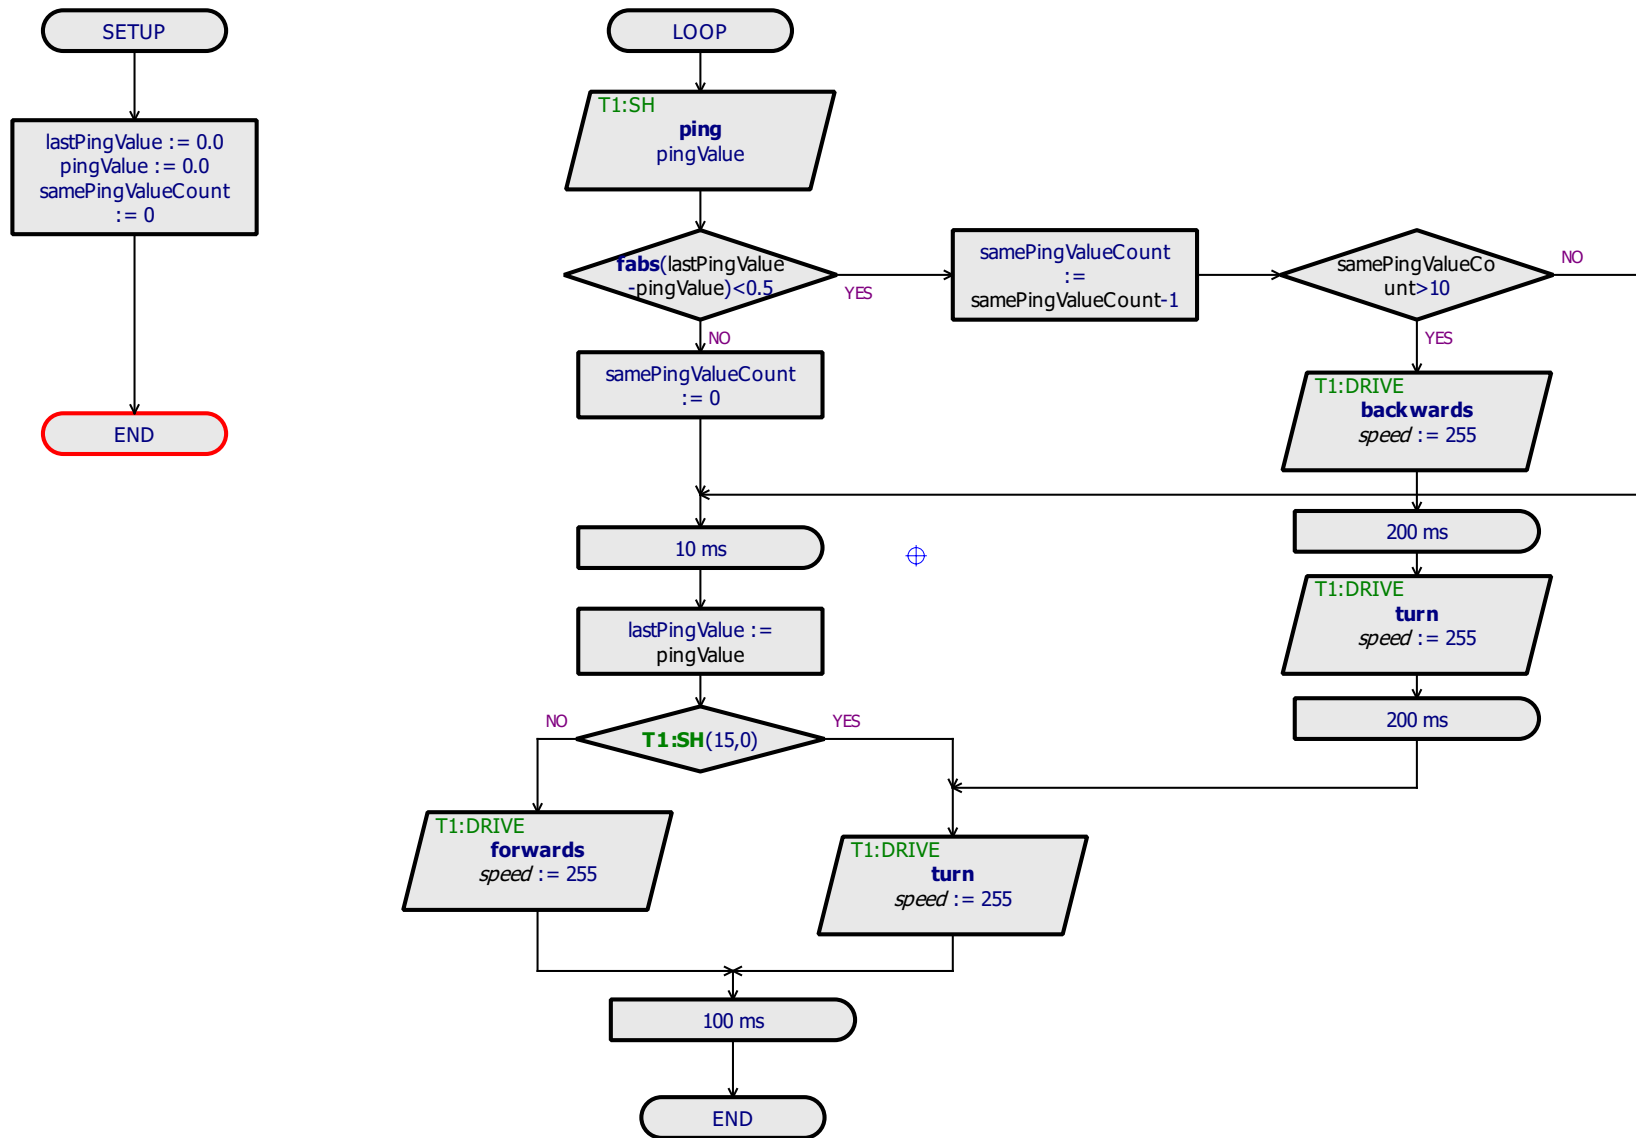 SETUP
lastPingValue := 0.0
pingValue := 0.0
samePingValueCount
:= 0
END
LOOP
T1:SH
ping
pingValue
fabs(lastPingValue
-pingValue)<0.5
YES
NO
samePingValueCount
:=
samePingValueCount-1
samePingValueCo
unt>10
NO
YES
samePingValueCount
:= 0
T1:DRIVE
backwards
speed := 255
10 ms
200 ms
lastPingValue :=
pingValue
T1:DRIVE
turn
speed := 255
200 ms
NO
YES
T1:SH(15,0)
T1:DRIVE
forwards
speed := 255
T1:DRIVE
turn
speed := 255
100 ms
END